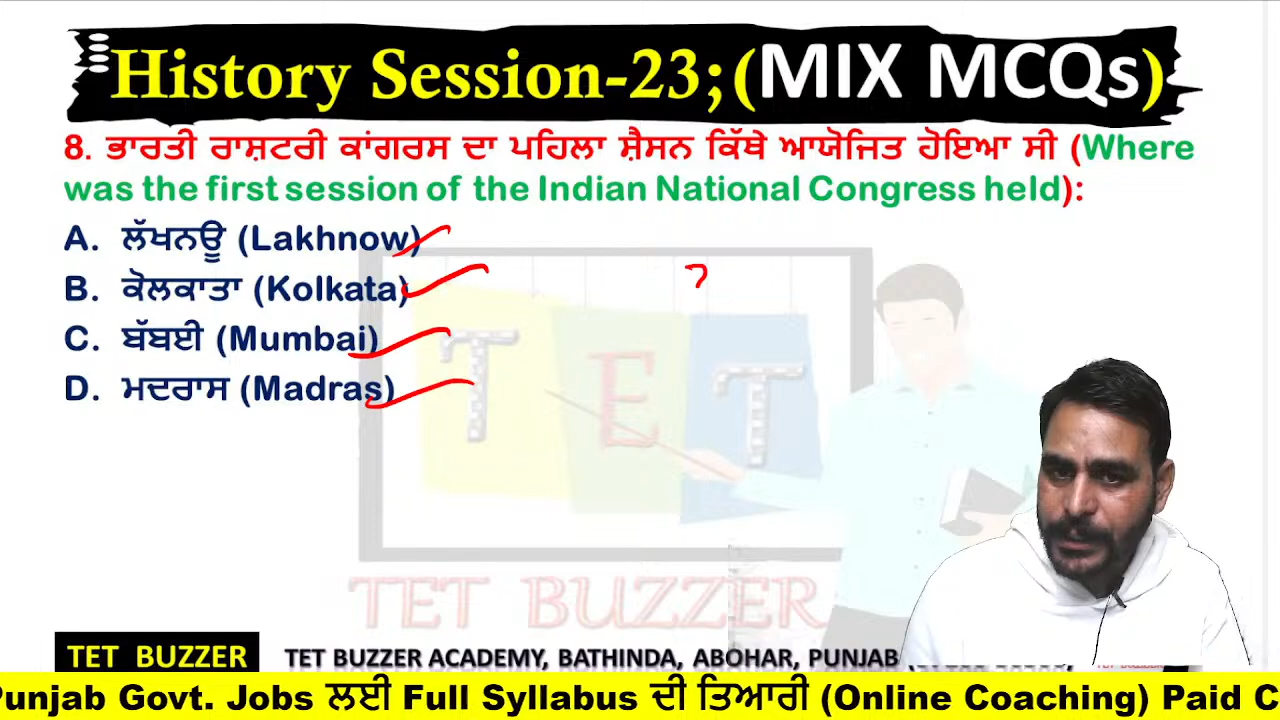 History Session-23;(MIX MCQs)
8. ਭਾਰਤੀ ਰਾਸ਼ਟਰੀ ਕਾਂਗਰਸ ਦਾ ਪਹਿਲਾ ਸ਼ੈਸਨ ਕਿੱਥੇ ਆਯੋਜਿਤ ਹੋਇਆ ਸੀ (Where
was the first session of the Indian National Congress held):
A. ਲੱਖਨਊ (Lakhnow)
B. ਕੋਲਕਾਤਾ (Kolkata)
C. ਬੱਬਈ (Mumbai)
D. ਮਦਰਾਸ (Madras)
TET
TET BUZZER
TET BUZZER TET BUZZER ACADEMY, BATHINDA, ABOHAR, PUNJAB
Punjab Govt. Jobs ਲਈ Full Syllabus ਦੀ ਤਿਆਰੀ (Online Coaching) Paid C